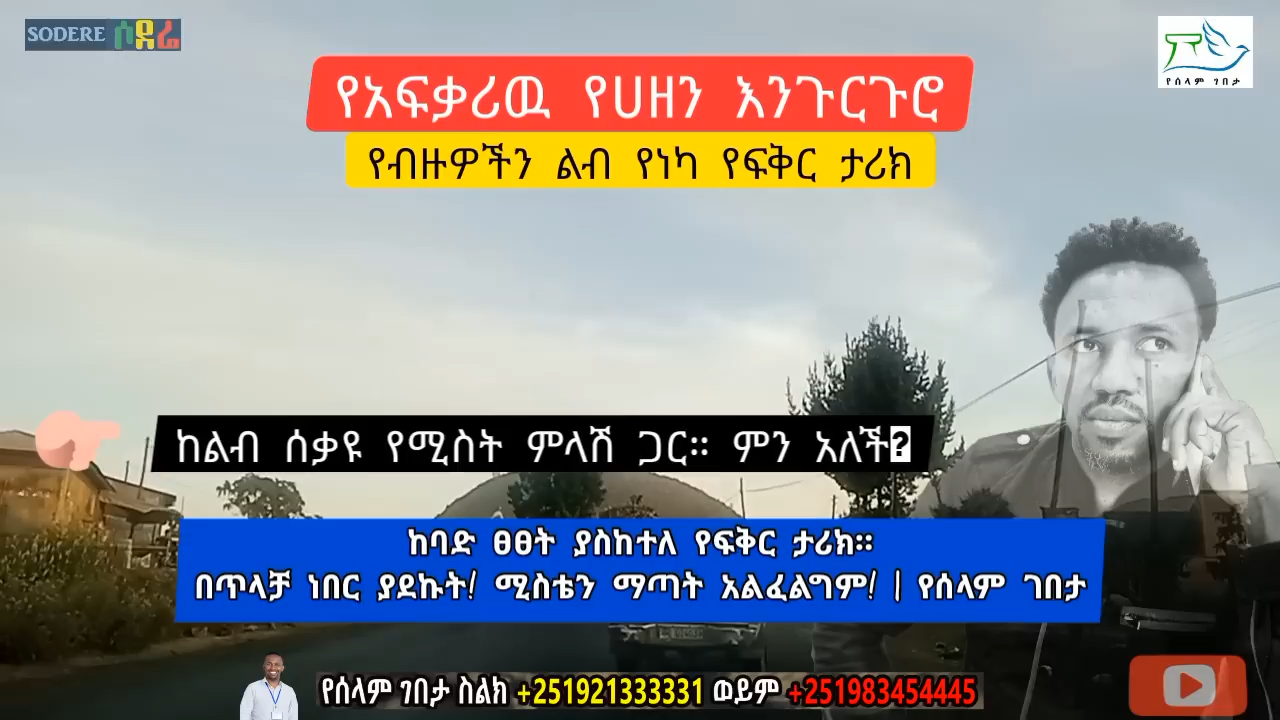 SODERE ሶደሬ
የሰላም ገበታ
የአፍቃሪዉ የሀዘን እንጉርጉሮ
የብዙዎችን ልብ የነካ የፍቅር ታሪክ
ከልብ ሰቃዩ የሚስት ምላሽ ጋር። ምን አለች
ከባድ ፀፀት ያስከተለ የፍቅር ታሪክ።
በጥላቻ ነበር ያደኩት! ሚስቴን ማጣት አልፈልግም! | የሰላም ገበታ
የሰላም ገበታ ስልክ +251921333331 ወይም +251983454445